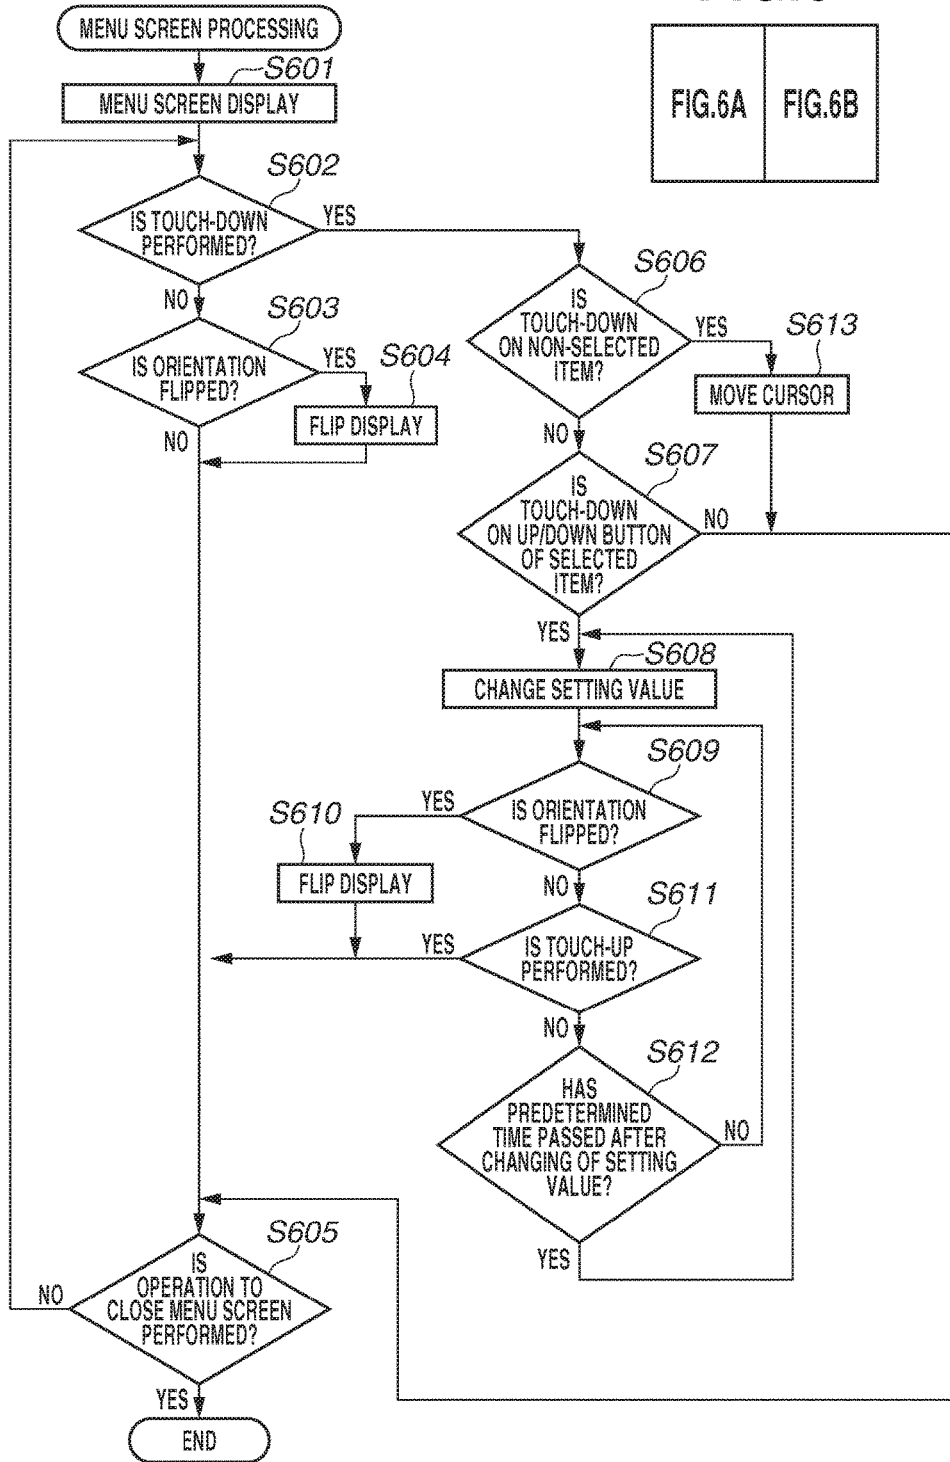 MENU SCREEN PROCESSING
S601
MENU SCREEN DISPLAY
FIG.6A
FIG.6B
S602
IS TOUCH-DOWN
PERFORMED?
YES
NO
S603
IS ORIENTATION
FLIPPED?
YES
S604
FLIP DISPLAY
NO
S606
IS
TOUCH-DOWN
ON NON-SELECTED
ITEM?
YES
S613
MOVE CURSOR
NO
S607
IS
TOUCH-DOWN
ON UP/DOWN BUTTON
OF SELECTED
ITEM?
NO
YES
S608
CHANGE SETTING VALUE
S609
IS ORIENTATION
FLIPPED?
YES
S610
FLIP DISPLAY
NO
S611
IS TOUCH-UP
PERFORMED?
YES
NO
S612
HAS
PREDETERMINED
TIME PASSED AFTER
CHANGING OF SETTING
VALUE?
NO
YES
S605
IS
OPERATION TO
CLOSE MENU SCREEN
PERFORMED?
NO
YES
END